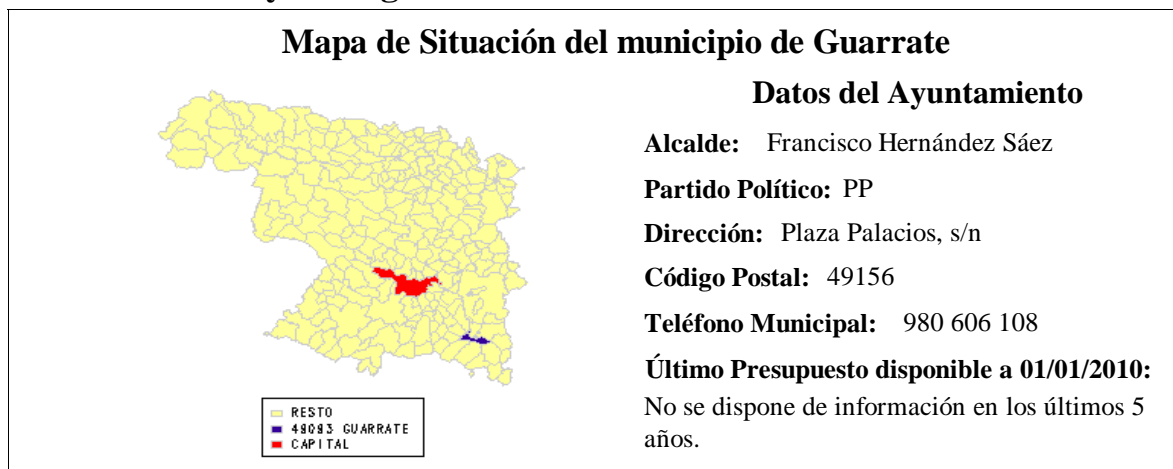 Mapa de Situación del municipio de Guarrate
Datos del Ayuntamiento
Alcalde: Francisco Hernández Sáez
Partido Político: PP
Dirección: Plaza Palacios, s/n
Código Postal: 49156
Teléfono Municipal: 980 606 108
Último Presupuesto disponible a 01/01/2010:
No se dispone de información en los últimos 5
años.
RESTO
49093 GUARRATE
CAPITAL